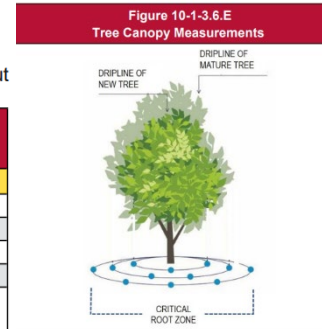 Figure 10-1-3.6.E
Tree Canopy Measurements
ut
DRIPLINE OF
MATURE TREE
DRIPLINE OF
NEW TREE
CRITICAL
ROOT ZONE